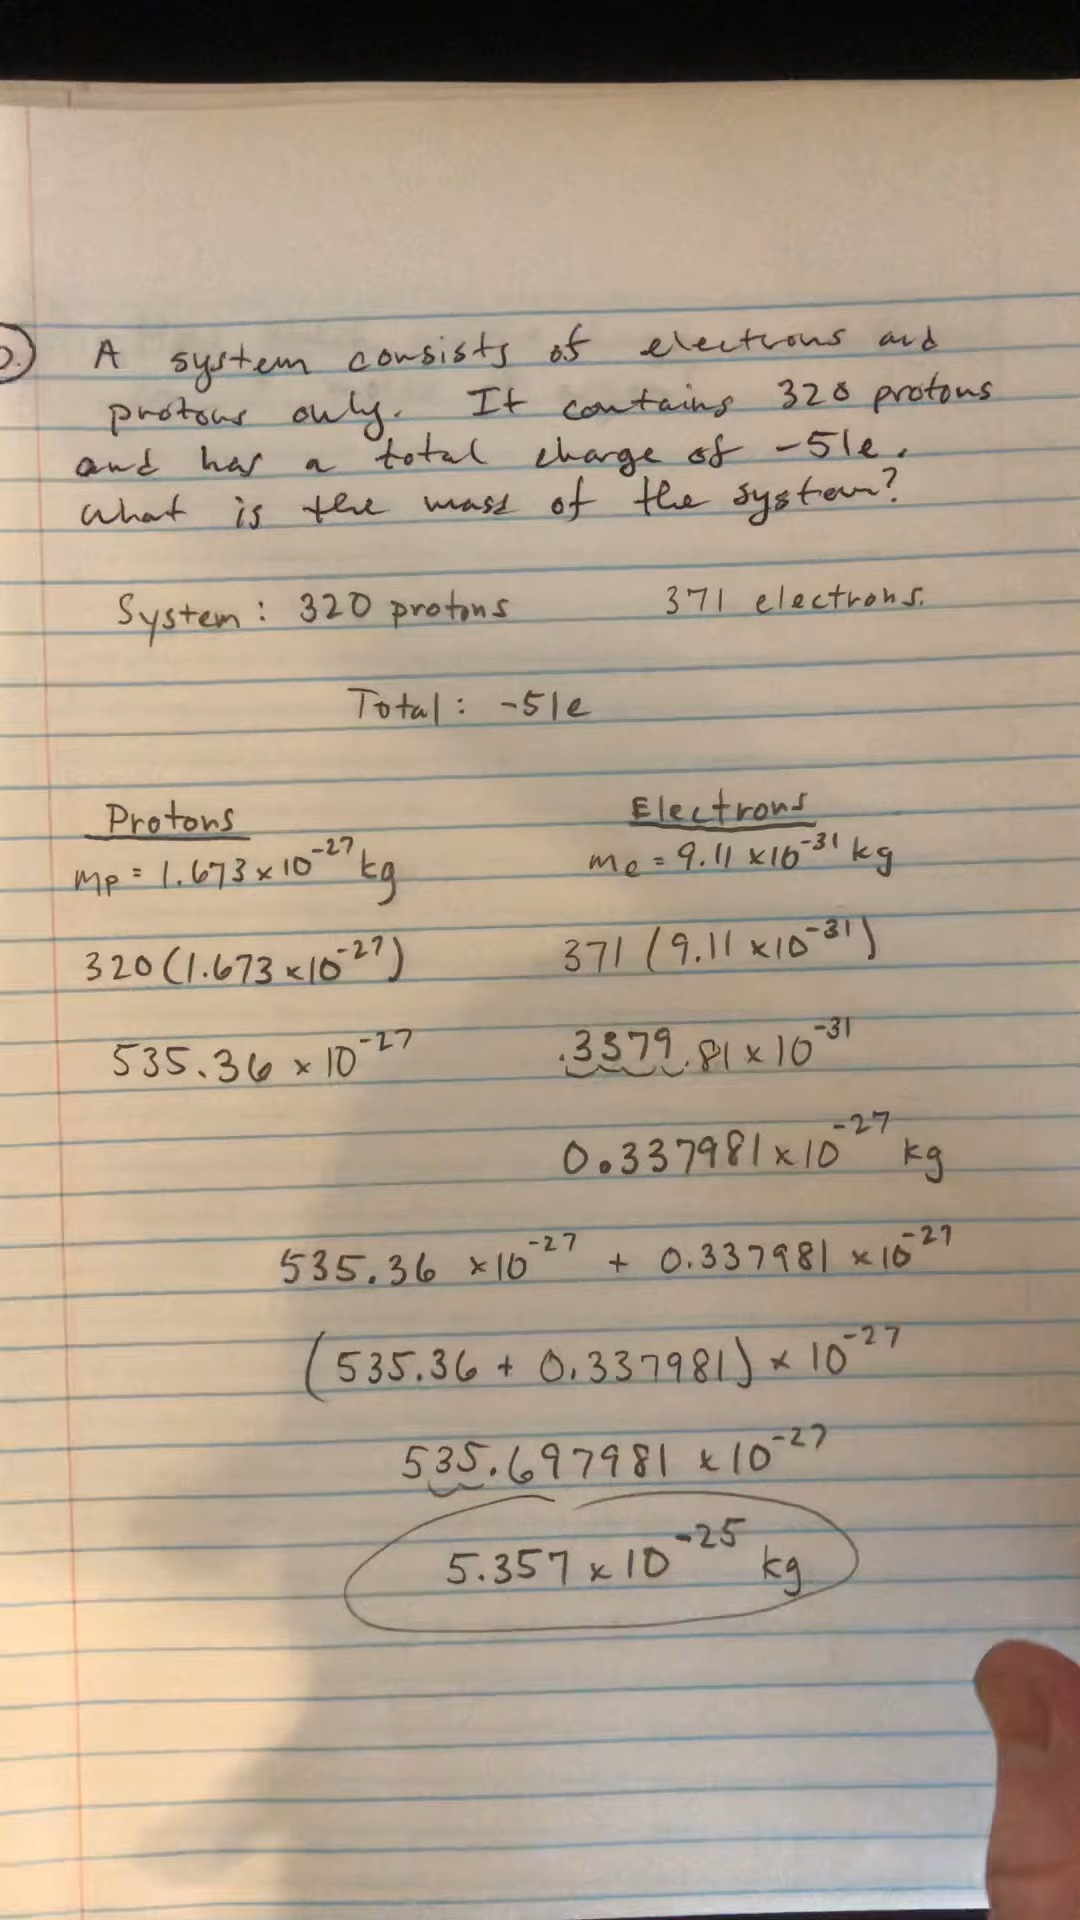 A system consists of electrons and
protons only. It contains 320 protons
and has a total charge of -51e.
what is the mass of the system?
System: 320 protons 371 electrons.
Total: -51e
Protons Electrons
mp = 1.673 x 10^-27 kg me = 9.11 x 10^-31 kg
320(1.673 x 10^-27) 371 (9.11 x 10^-31)
535.36 x 10^-27 .3379.81 x 10^-31
0.337981 x 10^-27 kg
535.36 x 10^-27 + 0.337981 x 10^-27
(535.36 + 0.337981) x 10^-27
535.697981 x 10^-27
5.357 x 10^-25 kg